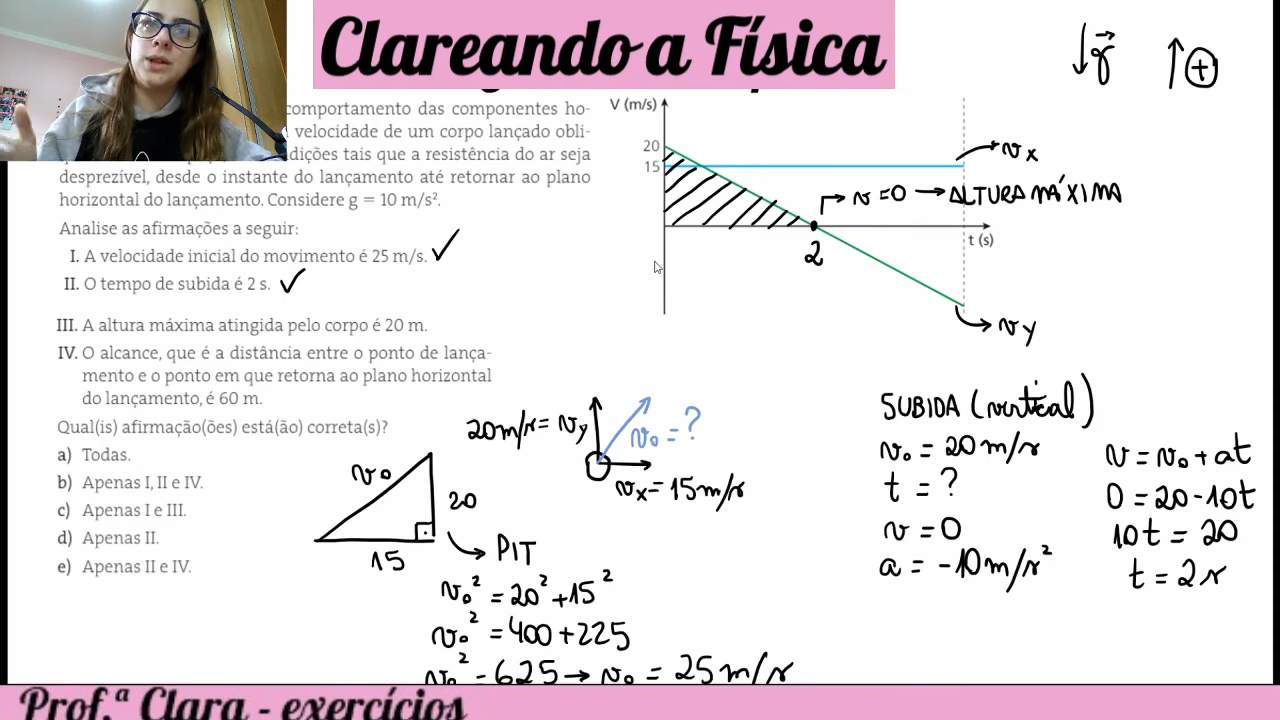 Clareando a Física
comportamento das componentes ho-
velocidade de um corpo lançado obli-
dições tais que a resistência do ar seja
desprezível, desde o instante do lançamento até retornar ao plano
horizontal do lançamento. Considere g = 10 m/s².
Analise as afirmações a seguir:
I. A velocidade inicial do movimento é 25 m/s. ✓
II. O tempo de subida é 2 s. ✓
III. A altura máxima atingida pelo corpo é 20 m.
IV. O alcance, que é a distância entre o ponto de lança-
mento e o ponto em que retorna ao plano horizontal
do lançamento, é 60 m.
Qual(is) afirmação(ões) está(ão) correta(s)?
a) Todas.
b) Apenas I, II e IV.
c) Apenas I e III.
d) Apenas II.
e) Apenas II e IV.
g +
V (m/s)
20
15
vx
v=0 → ALTURA MÁXIMA
t (s)
2
vy
20m/s = vy
v₀ = ?
vx = 15m/s
v₀
20
15
PIT
v₀² = 20² + 15²
v₀² = 400 + 225
v₀² = 625 → v₀ = 25 m/s
SUBIDA (vertical)
v₀ = 20 m/s
t = ?
v = 0
a = -10 m/s²
v = v₀ + at
0 = 20 - 10t
10t = 20
t = 2s
Prof.ª Clara - exercícios